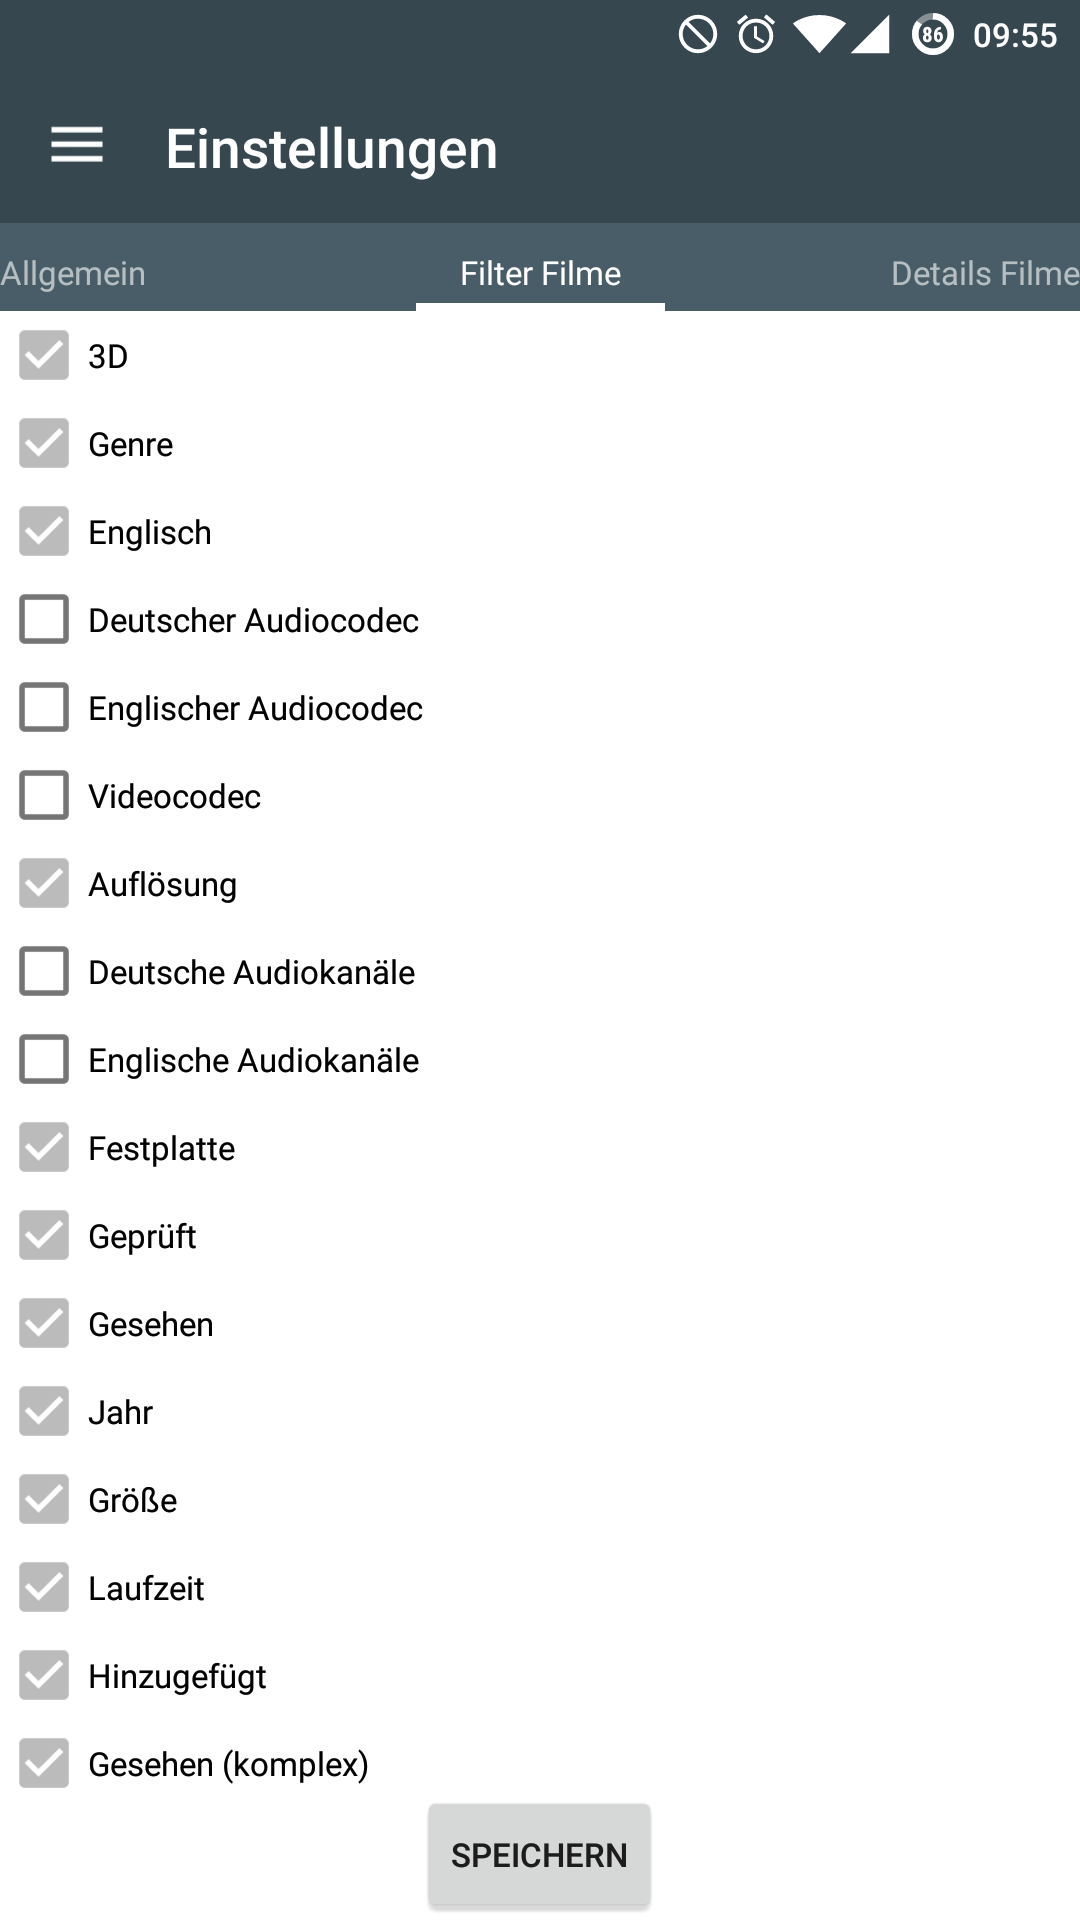 86 09:55
Einstellungen
Allgemein Filter Filme Details Filme
3D
Genre
Englisch
Deutscher Audiocodec
Englischer Audiocodec
Videocodec
Auflösung
Deutsche Audiokanäle
Englische Audiokanäle
Festplatte
Geprüft
Gesehen
Jahr
Größe
Laufzeit
Hinzugefügt
Gesehen (komplex)
SPEICHERN